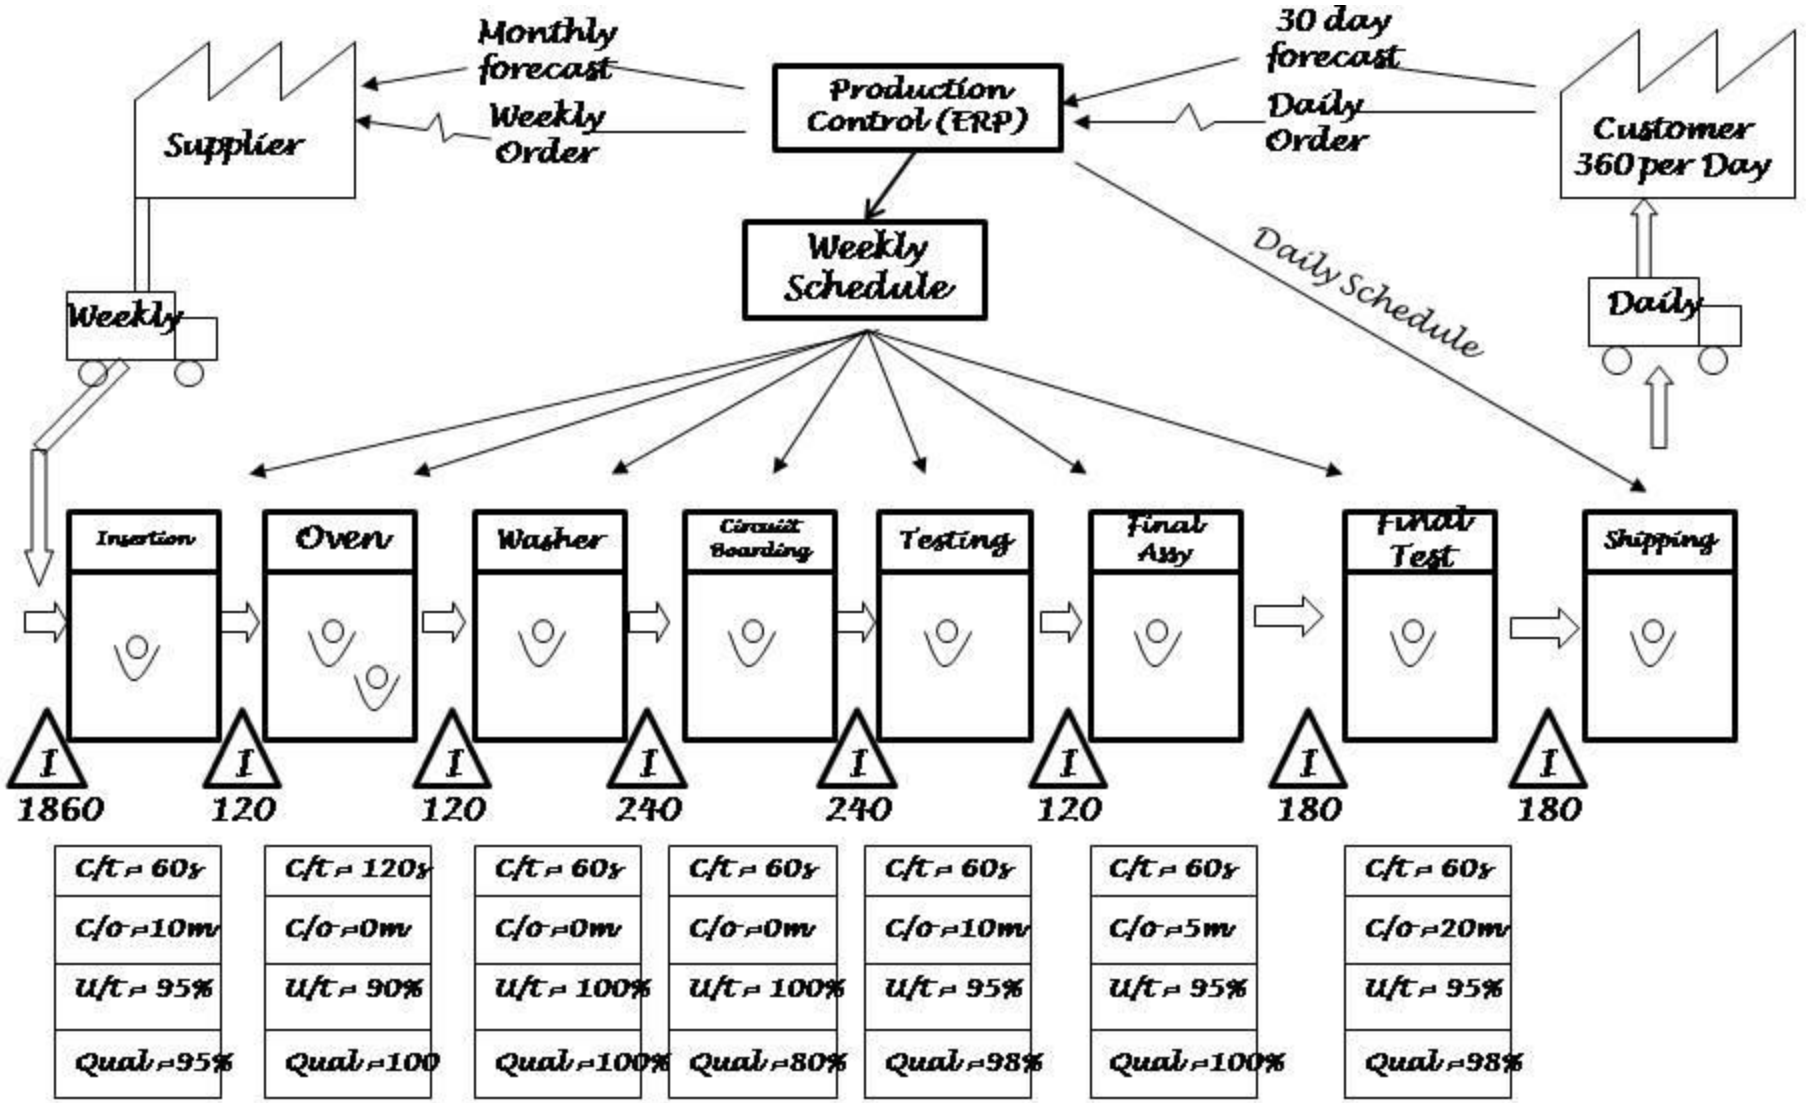 Monthly
forecast
30 day
forecast
Production
Control (ERP)
Weekly
Order
Daily
Order
Supplier
Customer
360 per Day
Weekly
Schedule
Daily Schedule
Weekly
Daily
Insertion
Oven
Washer
Circuiit
Boarding
Testing
Final
Assy
Final
Test
Shipping
I
I
I
I
I
I
I
I
1860
120
120
240
240
120
180
180
C/t = 60s
C/t = 120s
C/t = 60s
C/t = 60s
C/t = 60s
C/t = 60s
C/t = 60s
C/o =10m
C/o =0m
C/o =0m
C/o =0m
C/o =10m
C/o =5m
C/o =20m
U/t = 95%
U/t = 90%
U/t = 100%
U/t = 100%
U/t = 95%
U/t = 95%
U/t = 95%
Qual =95%
Qual =100
Qual =100%
Qual =80%
Qual =98%
Qual =100%
Qual =98%